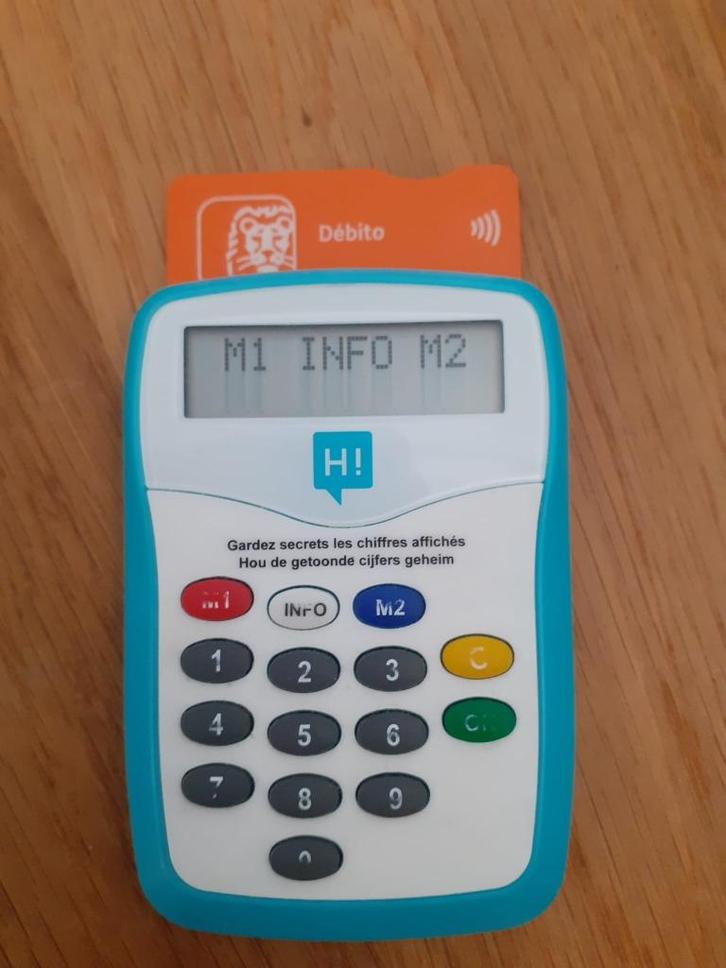 Débito
M1 INFO M2
H!
Gardez secrets les chiffres affichés
Hou de getoonde cijfers geheim
M1 INFO M2
1 2 3 C
4 5 6 OK
7 8 9
0